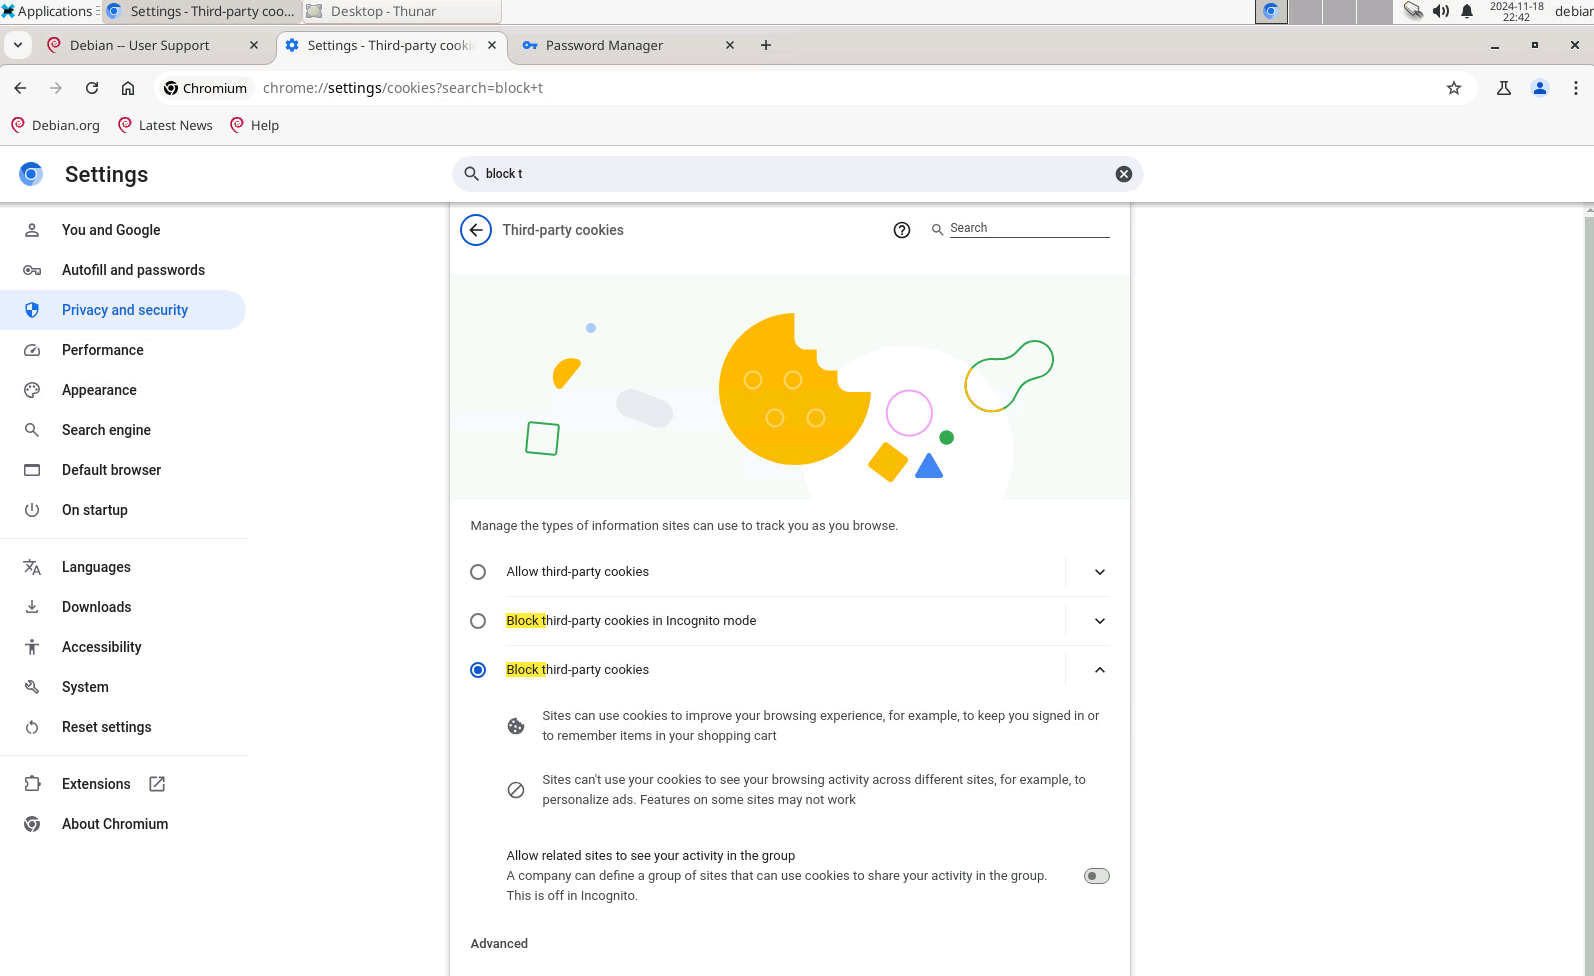 Applications
Settings - Third-party coo...
Desktop - Thunar
2024-11-18
22:42
debian
Debian -- User Support
Settings - Third-party cooki
Password Manager
Chromium
chrome://settings/cookies?search=block+t
Debian.org
Latest News
Help
Settings
block t
You and Google
Autofill and passwords
Privacy and security
Performance
Appearance
Search engine
Default browser
On startup
Languages
Downloads
Accessibility
System
Reset settings
Extensions
About Chromium
Third-party cookies
Search
Manage the types of information sites can use to track you as you browse.
Allow third-party cookies
Block third-party cookies in Incognito mode
Block third-party cookies
Sites can use cookies to improve your browsing experience, for example, to keep you signed in or
to remember items in your shopping cart
Sites can't use your cookies to see your browsing activity across different sites, for example, to
personalize ads. Features on some sites may not work
Allow related sites to see your activity in the group
A company can define a group of sites that can use cookies to share your activity in the group.
This is off in Incognito.
Advanced